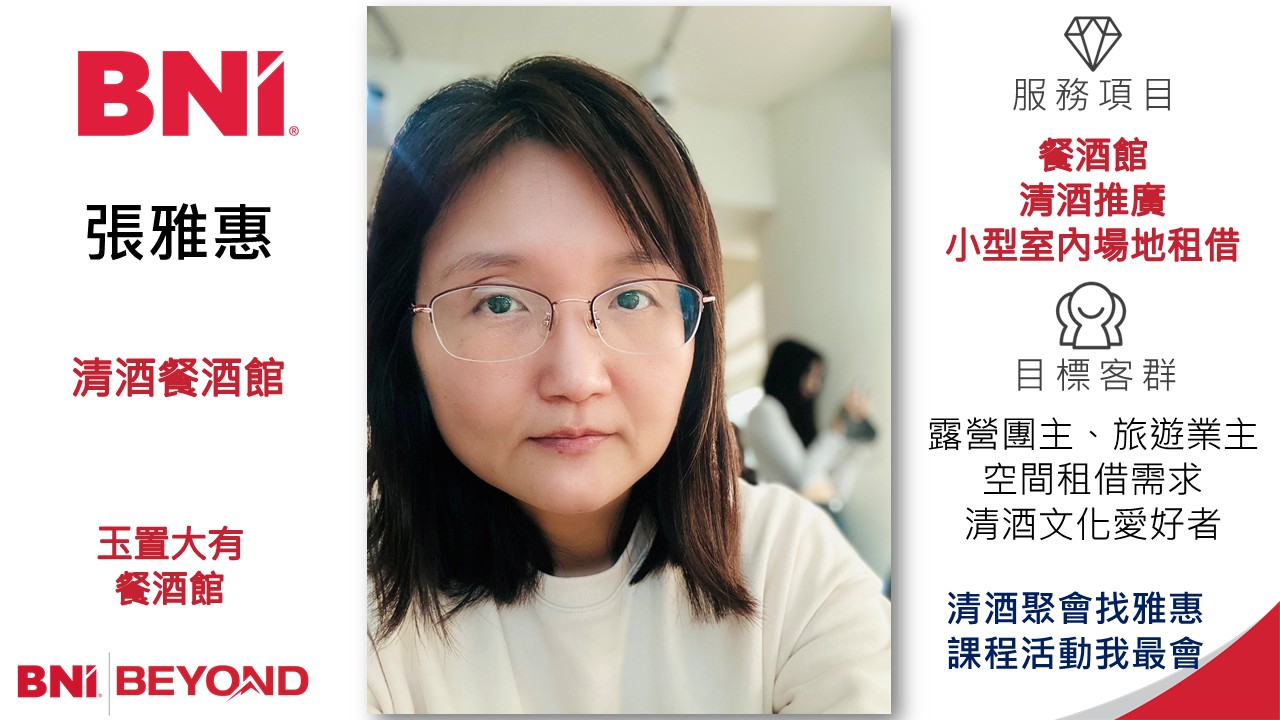 BNI®
張雅惠
清酒餐酒館
玉置大有
餐酒館
BNI® BEYOND
服務項目
餐酒館
清酒推廣
小型室內場地租借
目標客群
露營團主、旅遊業主
空間租借需求
清酒文化愛好者
清酒聚會找雅惠
課程活動我最會